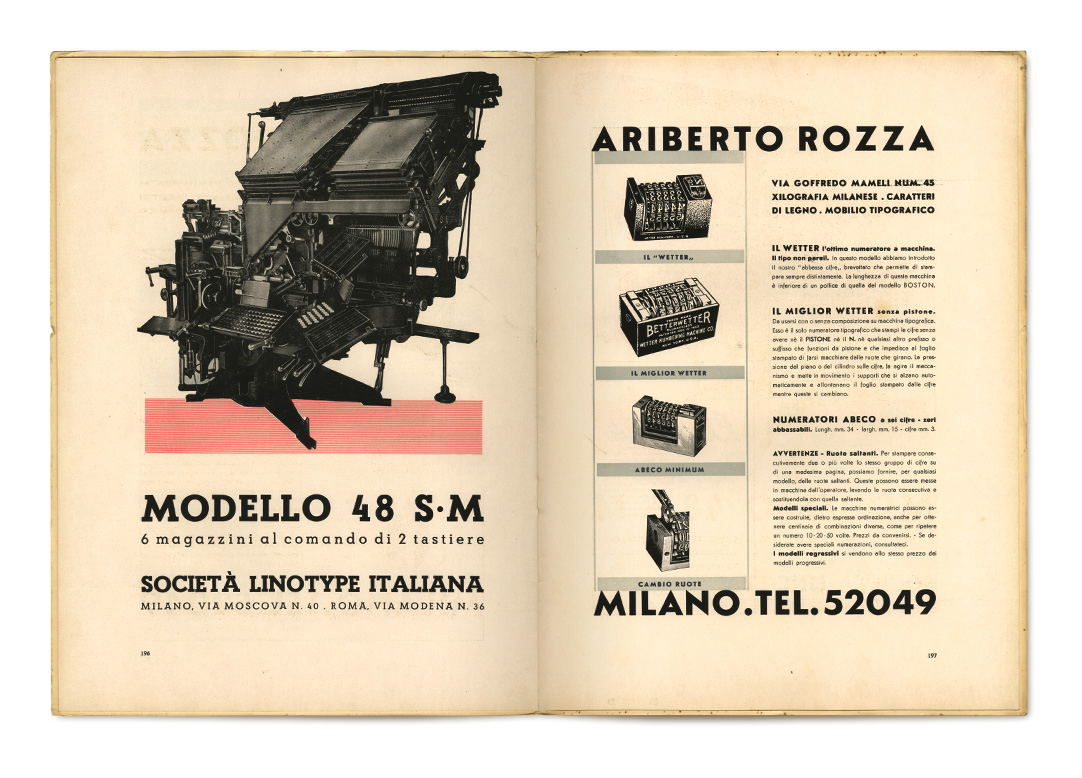 MODELLO 48 S·M
6 magazzini al comando di 2 tastiere
SOCIETÀ LINOTYPE ITALIANA
MILANO, VIA MOSCOVA N. 40 . ROMA, VIA MODENA N. 36
196
ARIBERTO ROZZA
IL "WETTER„
BETTERWETTER
WETTER NUMBERING MACHINE CO.
NEW YORK U.S.A.
IL MIGLIOR WETTER
ABECO MINIMUM
CAMBIO RUOTE
VIA GOFFREDO MAMELI NUM. 45
XILOGRAFIA MILANESE . CARATTERI
DI LEGNO . MOBILIO TIPOGRAFICO
IL WETTER l'ottimo numeratore a macchina.
Il tipo non pareil. In questo modello abbiamo introdotto
il nostro "abbassa cifre„ brevettato che permette di stam-
pare sempre distintamente. La lunghezza di queste macchina
è inferiore di un pollice di quella del modello BOSTON.
IL MIGLIOR WETTER senza pistone.
Da usersi con o senza composizione su macchina tipografica.
Esso è il solo numeratore tipografico che stampi le cifre senza
avere nè il PISTONE nè il N. nè qualsiasi altro prefisso o
suffisso che funzioni da pistone e che impedisce al foglio
stampato di farsi macchiare dalle ruote che girano. La pres-
sione del piano o del cilindro sulle cifre, fa agire il mecca-
nismo e mette in movimento i supporti che si alzano auto-
maticamente e allontanano il foglio stampato dalle cifre
mentre queste si cambiano.
NUMERATORI ABECO a sei cifre - zeri
abbassabili. Lungh. mm. 34 - largh. mm. 15 - cifre mm. 3.
AVVERTENZE - Ruote saltanti. Per stampare conse-
cutivamente due o più volte lo stesso gruppo di cifre su
di una medesima pagina, possiamo fornire, per qualsiasi
modello, delle ruote saltanti. Queste possono essere messe
in macchina dall'operatore, levando le ruote consecutive e
sostituendole con quelle saltante.
Modelli speciali. Le macchine numeratrici possono es-
sere costruite, dietro espressa ordinazione, anche per otte-
nere centinaia di combinazioni diverse, come per ripetere
un numero 10-20-50 volte. Prezzi da convenirsi. - Se de-
siderate avere speciali numerazioni, consultateci.
I modelli regressivi si vendono allo stesso prezzo dei
modelli progressivi.
MILANO.TEL.52049
197